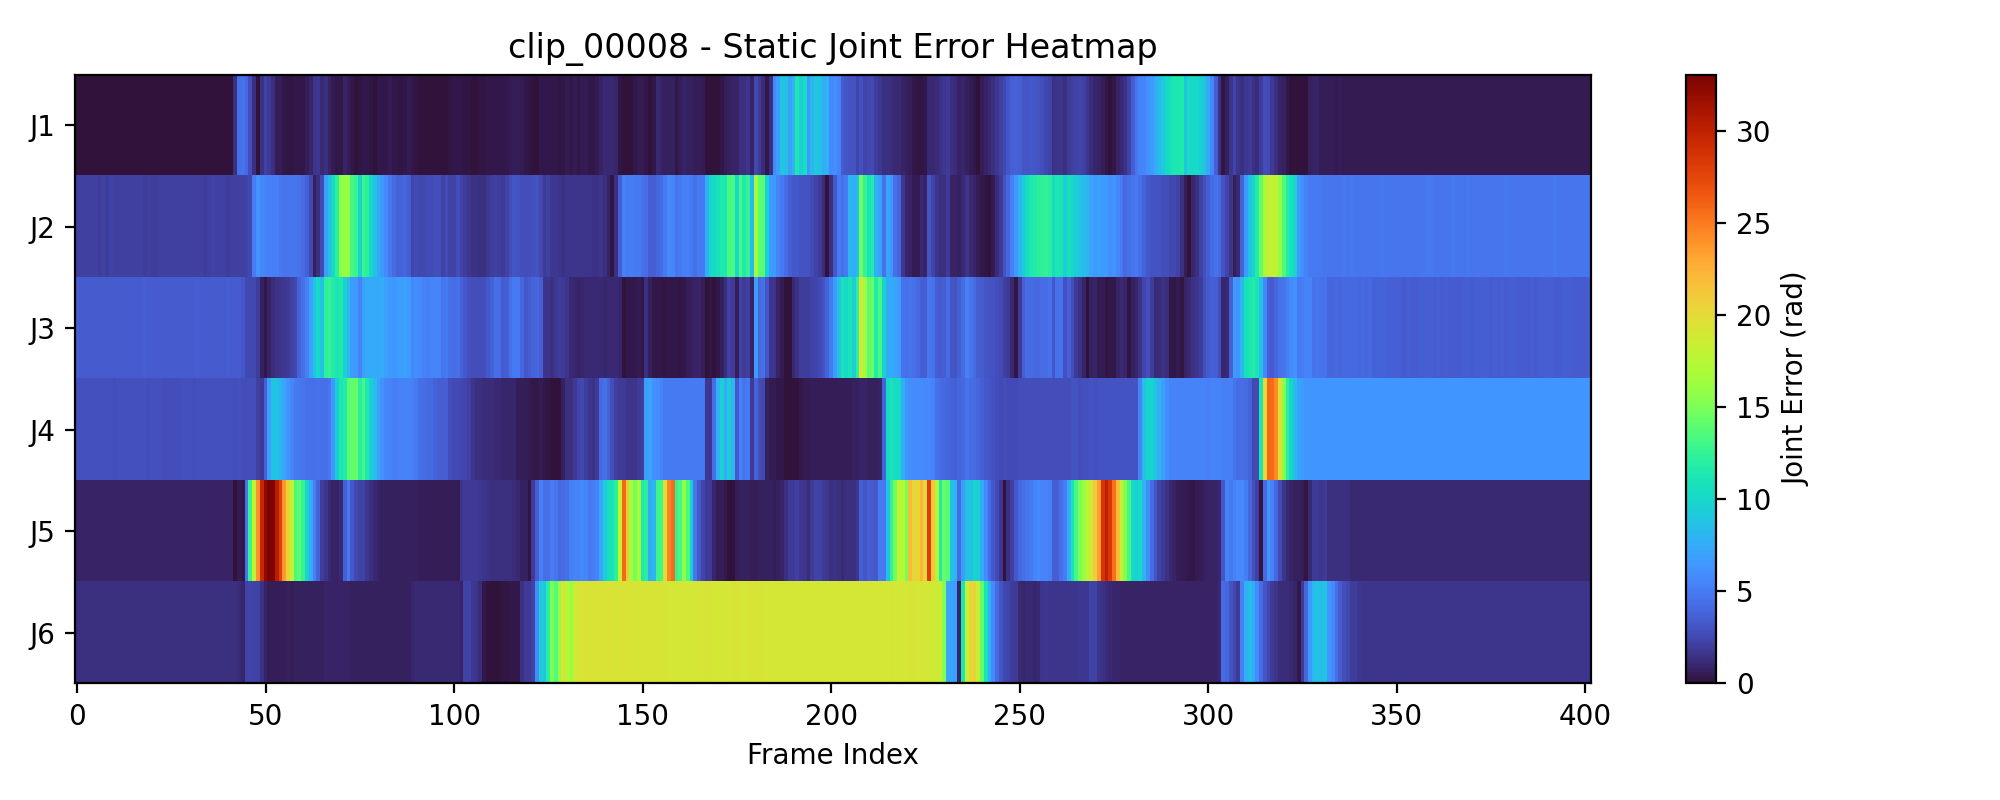 clip_00008 - Static Joint Error Heatmap
J1
J2
J3
J4
J5
J6
0 50 100 150 200 250 300 350 400
Frame Index
30
25
20
15
10
5
0
Joint Error (rad)